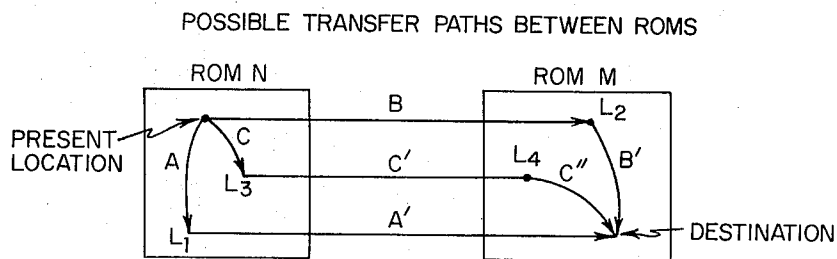 POSSIBLE TRANSFER PATHS BETWEEN ROMS
ROM N
ROM M
B
L2
PRESENT
LOCATION
A
C
L3
C′
L4
C″
B′
L1
A′
DESTINATION